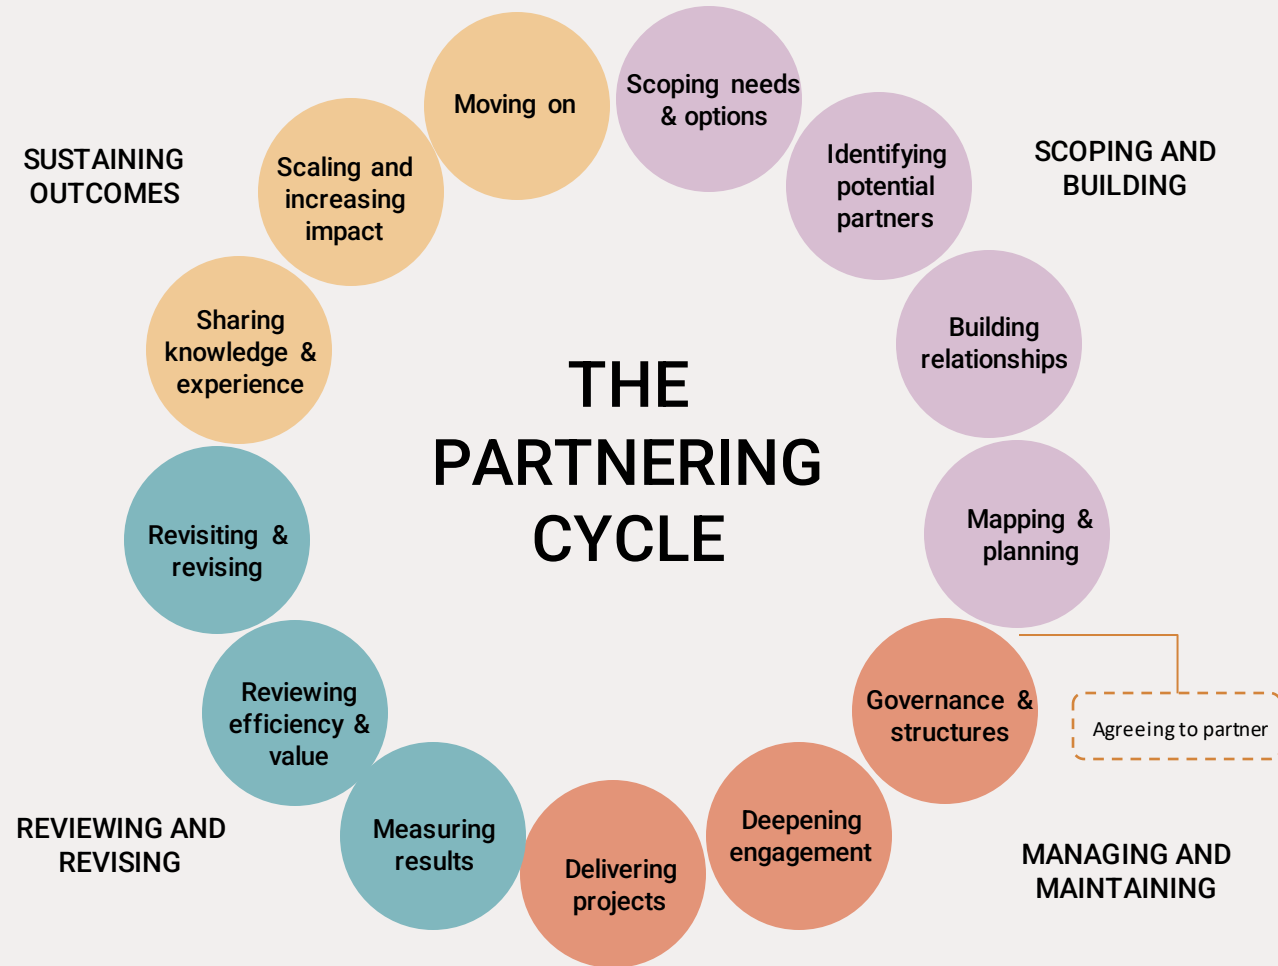 THE
PARTNERING
CYCLE
SCOPING AND
BUILDING
Scoping needs
& options
Identifying
potential
partners
Building
relationships
Mapping &
planning
Agreeing to partner
MANAGING AND
MAINTAINING
Governance &
structures
Deepening
engagement
Delivering
projects
REVIEWING AND
REVISING
Measuring
results
Reviewing
efficiency &
value
Revisiting &
revising
SUSTAINING
OUTCOMES
Sharing
knowledge &
experience
Scaling and
increasing
impact
Moving on